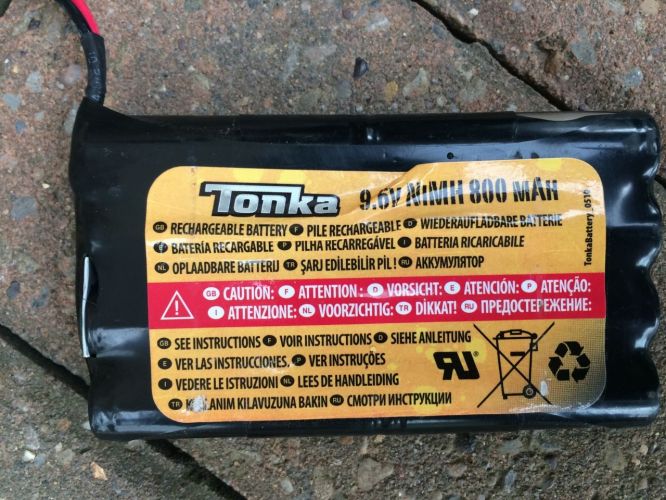 Tonka 9.6V NiMH 800 MAH
GB RECHARGEABLE BATTERY F PILE RECHARGEABLE D WIEDERAUFLADBARE BATTERIE
E BATERÍA RECARGABLE P PILHA RECARREGÁVEL I BATTERIA RICARICABILE
NL OPLAADBARE BATTERIJ TR ŞARJ EDİLEBİLİR PİL ! RU АККУМУЛЯТОР
GB CAUTION: F ATTENTION : D VORSICHT: E ATENCIÓN: P ATENÇÃO:
I ATTENZIONE: NL VOORZICHTIG: TR DİKKAT! RU ПРЕДОСТЕРЕЖЕНИЕ:
GB SEE INSTRUCTIONS F VOIR INSTRUCTIONS D SIEHE ANLEITUNG
E VER LAS INSTRUCCIONES, P VER INSTRUÇÕES
I VEDERE LE ISTRUZIONI NL LEES DE HANDLEIDING
TR KULLANIM KILAVUZUNA BAKIN RU СМОТРИ ИНСТРУКЦИИ
TonkaBattery_0510